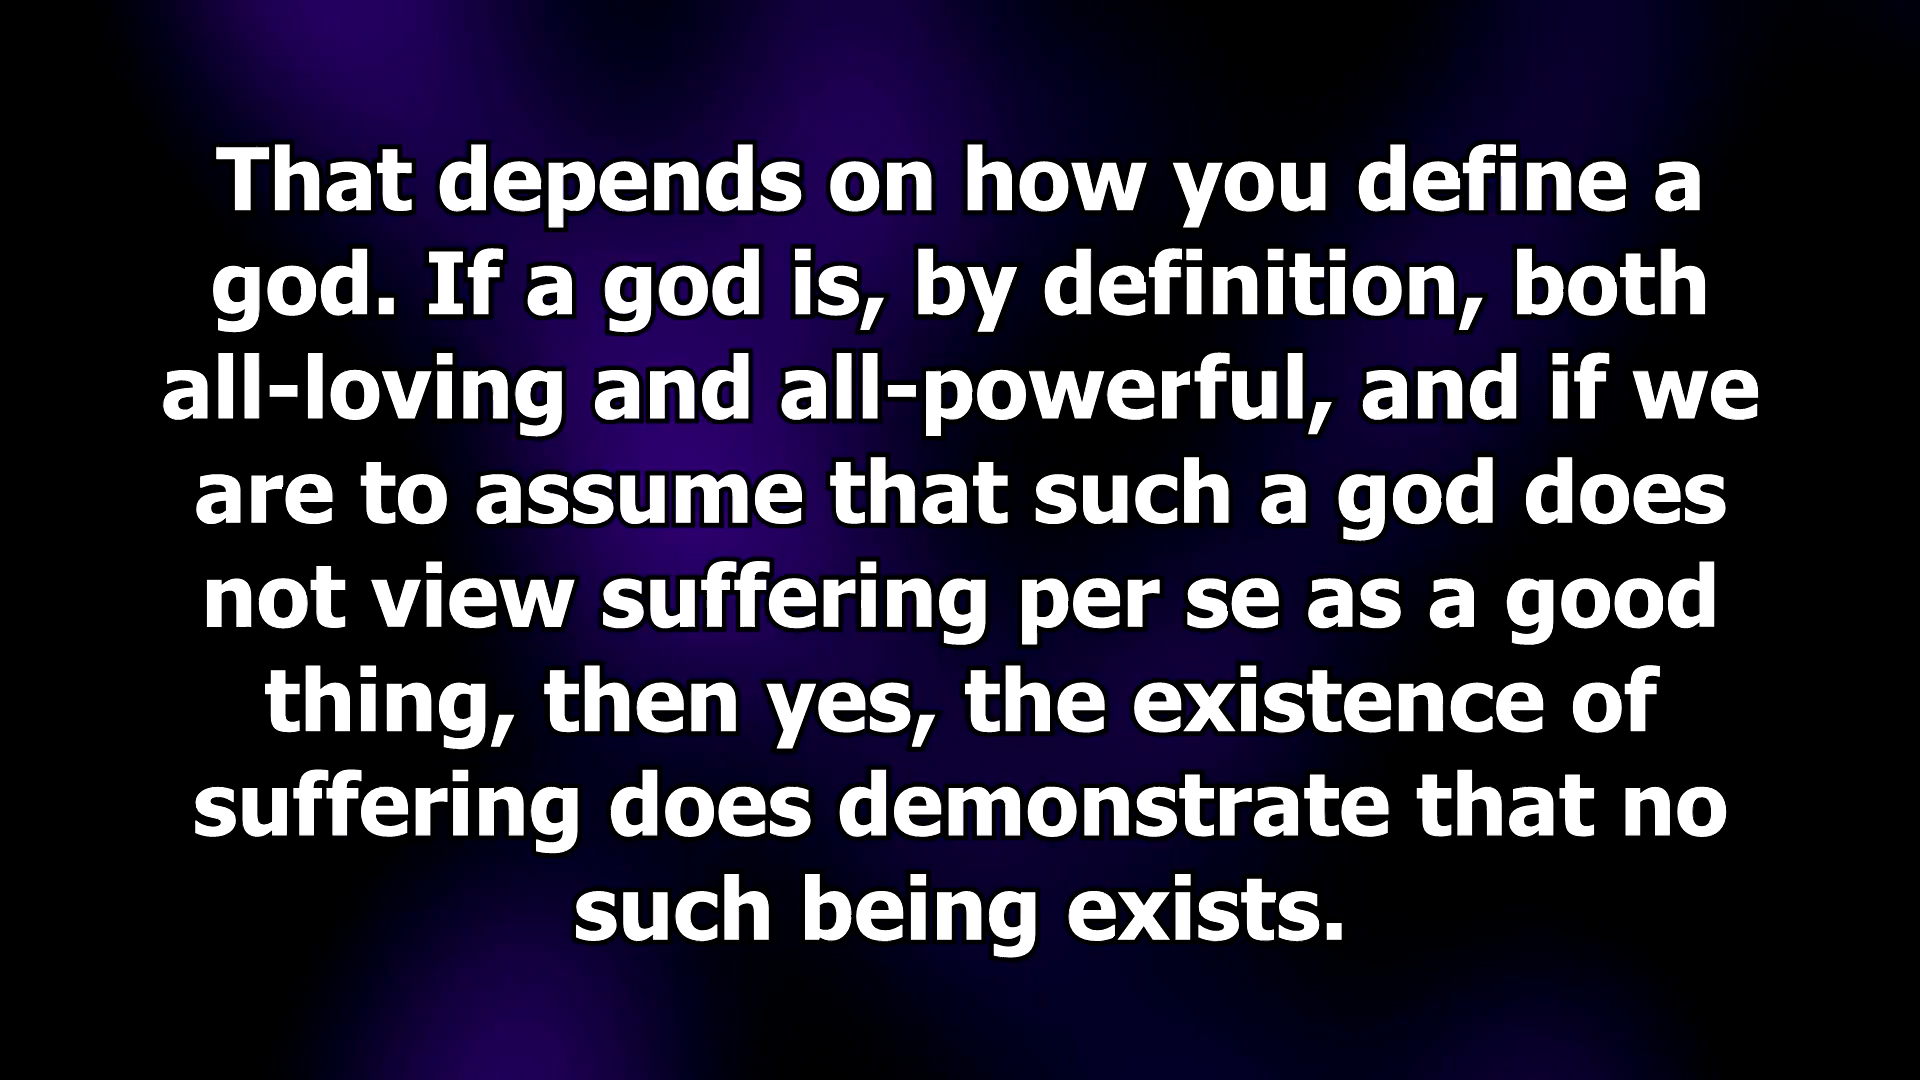 That depends on how you define a
god. If a god is, by definition, both
all-loving and all-powerful, and if we
are to assume that such a god does
not view suffering per se as a good
thing, then yes, the existence of
suffering does demonstrate that no
such being exists.